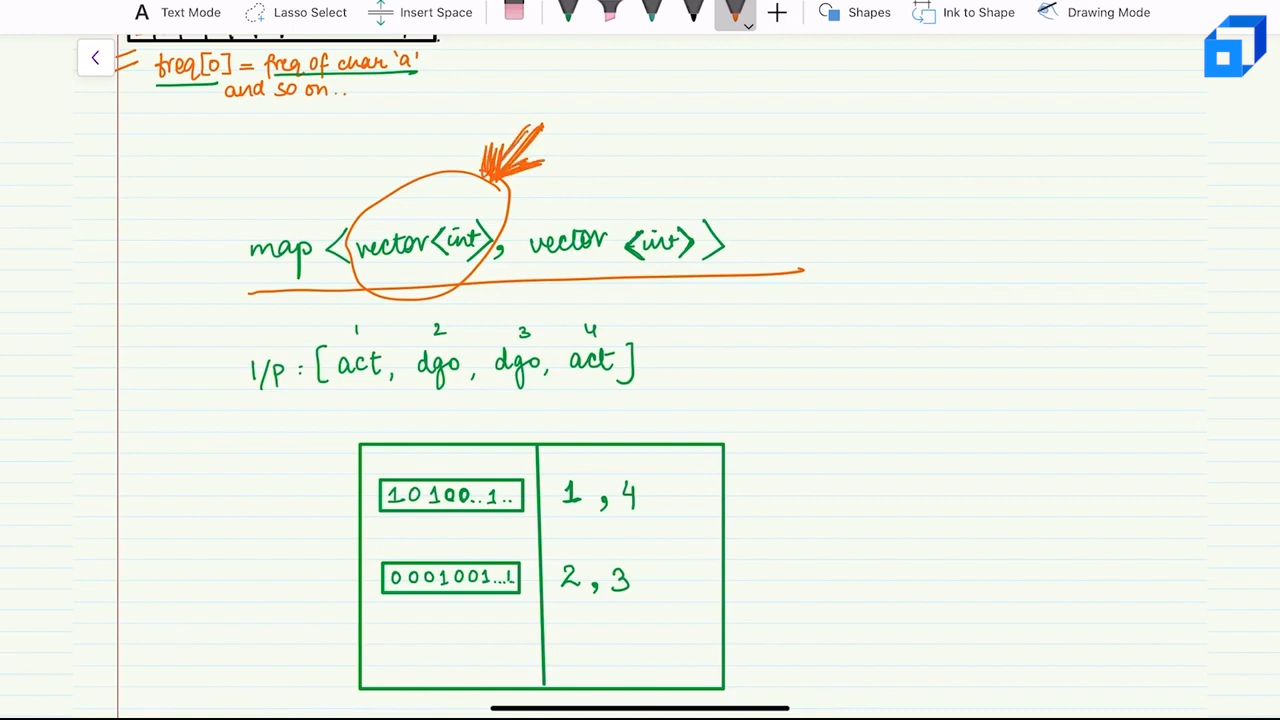 Text Mode Lasso Select Insert Space Shapes Ink to Shape Drawing Mode
freq[0] = freq of char 'a'
and so on..
map <vector<int>, vector <int>>
1 2 3 4
I/P : [act, dgo, dgo, act]
10100..1.. 1, 4
0001001...1 2, 3